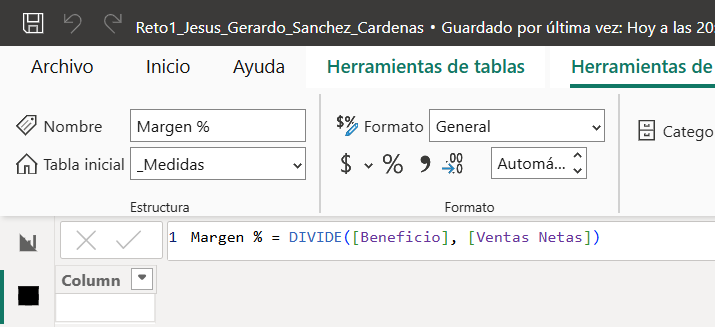 Reto1_Jesus_Gerardo_Sanchez_Cardenas • Guardado por última vez: Hoy a las 20:
Archivo Inicio Ayuda Herramientas de tablas Herramientas de
Nombre Margen % $% Formato General Catego
Tabla inicial _Medidas $ % , .00 .0 Automá...
Estructura Formato
1 Margen % = DIVIDE([Beneficio], [Ventas Netas])
Column